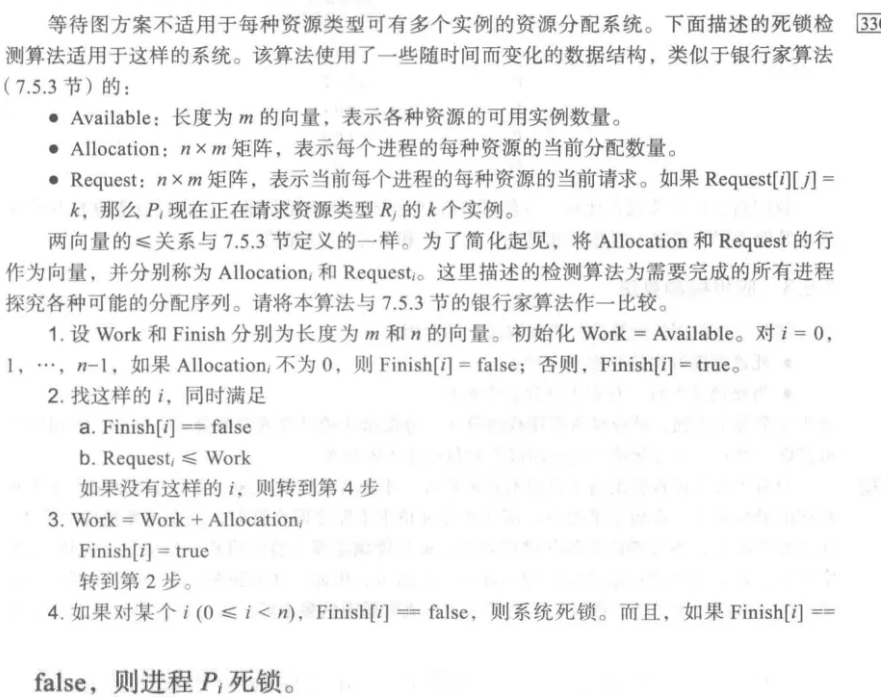 等待图方案不适用于每种资源类型可有多个实例的资源分配系统。下面描述的死锁检 330
测算法适用于这样的系统。该算法使用了一些随时间而变化的数据结构，类似于银行家算法
（7.5.3 节）的：
● Available：长度为 m 的向量，表示各种资源的可用实例数量。
● Allocation：n×m 矩阵，表示每个进程的每种资源的当前分配数量。
● Request：n×m 矩阵，表示当前每个进程的每种资源的当前请求。如果 Request[i][j] =
k，那么 Pᵢ 现在正在请求资源类型 Rⱼ 的 k 个实例。
两向量的≤关系与 7.5.3 节定义的一样。为了简化起见，将 Allocation 和 Request 的行
作为向量，并分别称为 Allocationᵢ 和 Requestᵢ。这里描述的检测算法为需要完成的所有进程
探究各种可能的分配序列。请将本算法与 7.5.3 节的银行家算法作一比较。
1. 设 Work 和 Finish 分别为长度为 m 和 n 的向量。初始化 Work = Available。对 i = 0，
1，…，n-1，如果 Allocationᵢ 不为 0，则 Finish[i] = false；否则，Finish[i] = true。
2. 找这样的 i，同时满足
a. Finish[i] == false
b. Requestᵢ ≤ Work
如果没有这样的 i，则转到第 4 步
3. Work = Work + Allocationᵢ
Finish[i] = true
转到第 2 步。
4. 如果对某个 i (0 ≤ i < n)，Finish[i] == false，则系统死锁。而且，如果 Finish[i] ==
false，则进程 Pᵢ 死锁。